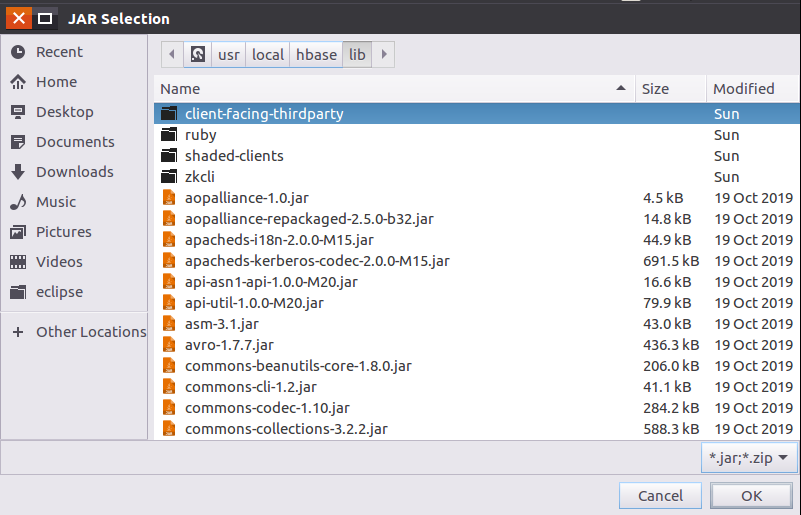 JAR Selection
Recent
Home
Desktop
Documents
Downloads
Music
Pictures
Videos
eclipse
Other Locations
usr local hbase lib
Name Size Modified
client-facing-thirdparty Sun
ruby Sun
shaded-clients Sun
zkcli Sun
aopalliance-1.0.jar 4.5 kB 19 Oct 2019
aopalliance-repackaged-2.5.0-b32.jar 14.8 kB 19 Oct 2019
apacheds-i18n-2.0.0-M15.jar 44.9 kB 19 Oct 2019
apacheds-kerberos-codec-2.0.0-M15.jar 691.5 kB 19 Oct 2019
api-asn1-api-1.0.0-M20.jar 16.6 kB 19 Oct 2019
api-util-1.0.0-M20.jar 79.9 kB 19 Oct 2019
asm-3.1.jar 43.0 kB 19 Oct 2019
avro-1.7.7.jar 436.3 kB 19 Oct 2019
commons-beanutils-core-1.8.0.jar 206.0 kB 19 Oct 2019
commons-cli-1.2.jar 41.1 kB 19 Oct 2019
commons-codec-1.10.jar 284.2 kB 19 Oct 2019
commons-collections-3.2.2.jar 588.3 kB 19 Oct 2019
*.jar;*.zip
Cancel OK